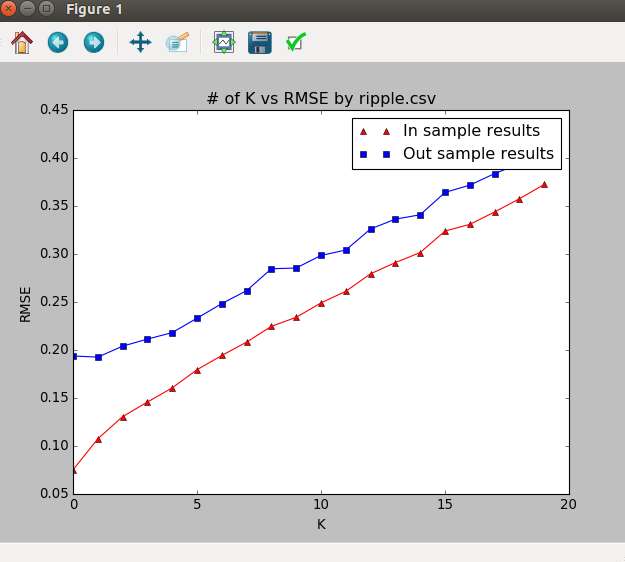 Figure 1
# of K vs RMSE by ripple.csv
In sample results
Out sample results
0.45
0.40
0.35
0.30
0.25
0.20
0.15
0.10
0.05
RMSE
0 5 10 15 20
K